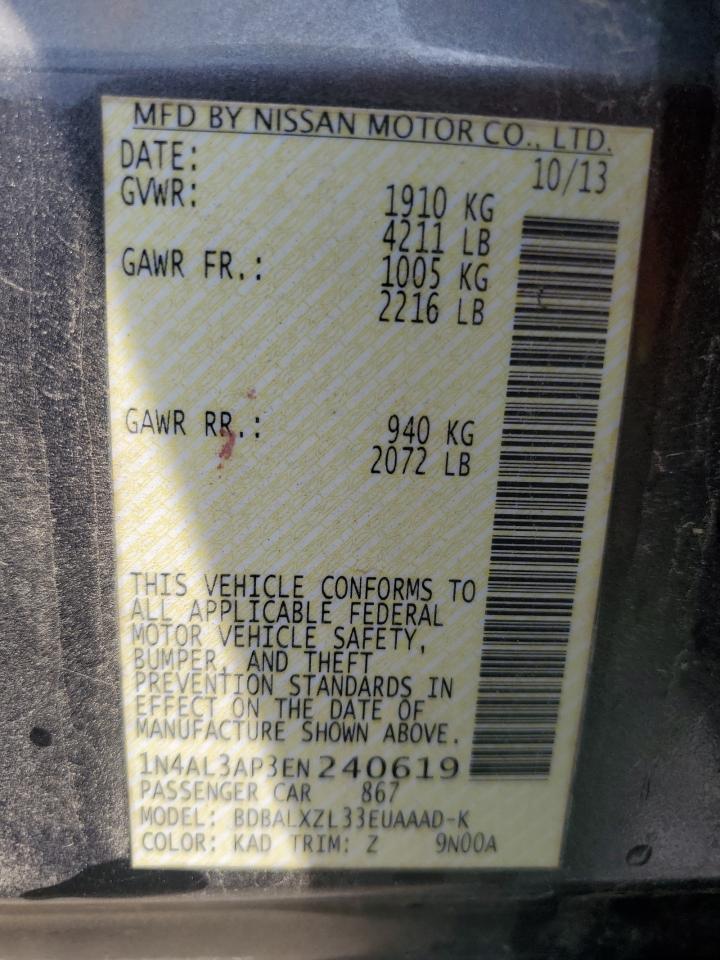 MFD BY NISSAN MOTOR CO., LTD.
DATE: 10/13
GVWR: 1910 KG
4211 LB
GAWR FR.: 1005 KG
2216 LB
GAWR RR.: 940 KG
2072 LB
THIS VEHICLE CONFORMS TO
ALL APPLICABLE FEDERAL
MOTOR VEHICLE SAFETY,
BUMPER, AND THEFT
PREVENTION STANDARDS IN
EFFECT ON THE DATE OF
MANUFACTURE SHOWN ABOVE.
1N4AL3AP3EN240619
PASSENGER CAR 867
MODEL: BDBALXZL33EUAAAD-K
COLOR: KAD TRIM: Z 9N00A